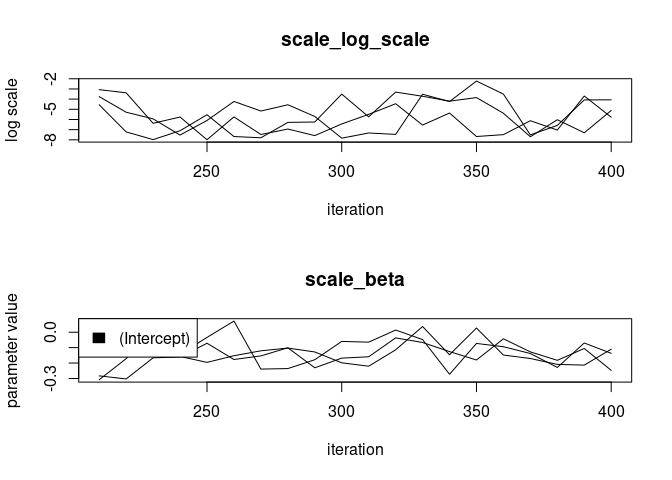 scale_log_scale
log scale
-2
-5
-8
250
300
350
400
iteration
scale_beta
parameter value
0.0
-0.3
(Intercept)
250
300
350
400
iteration